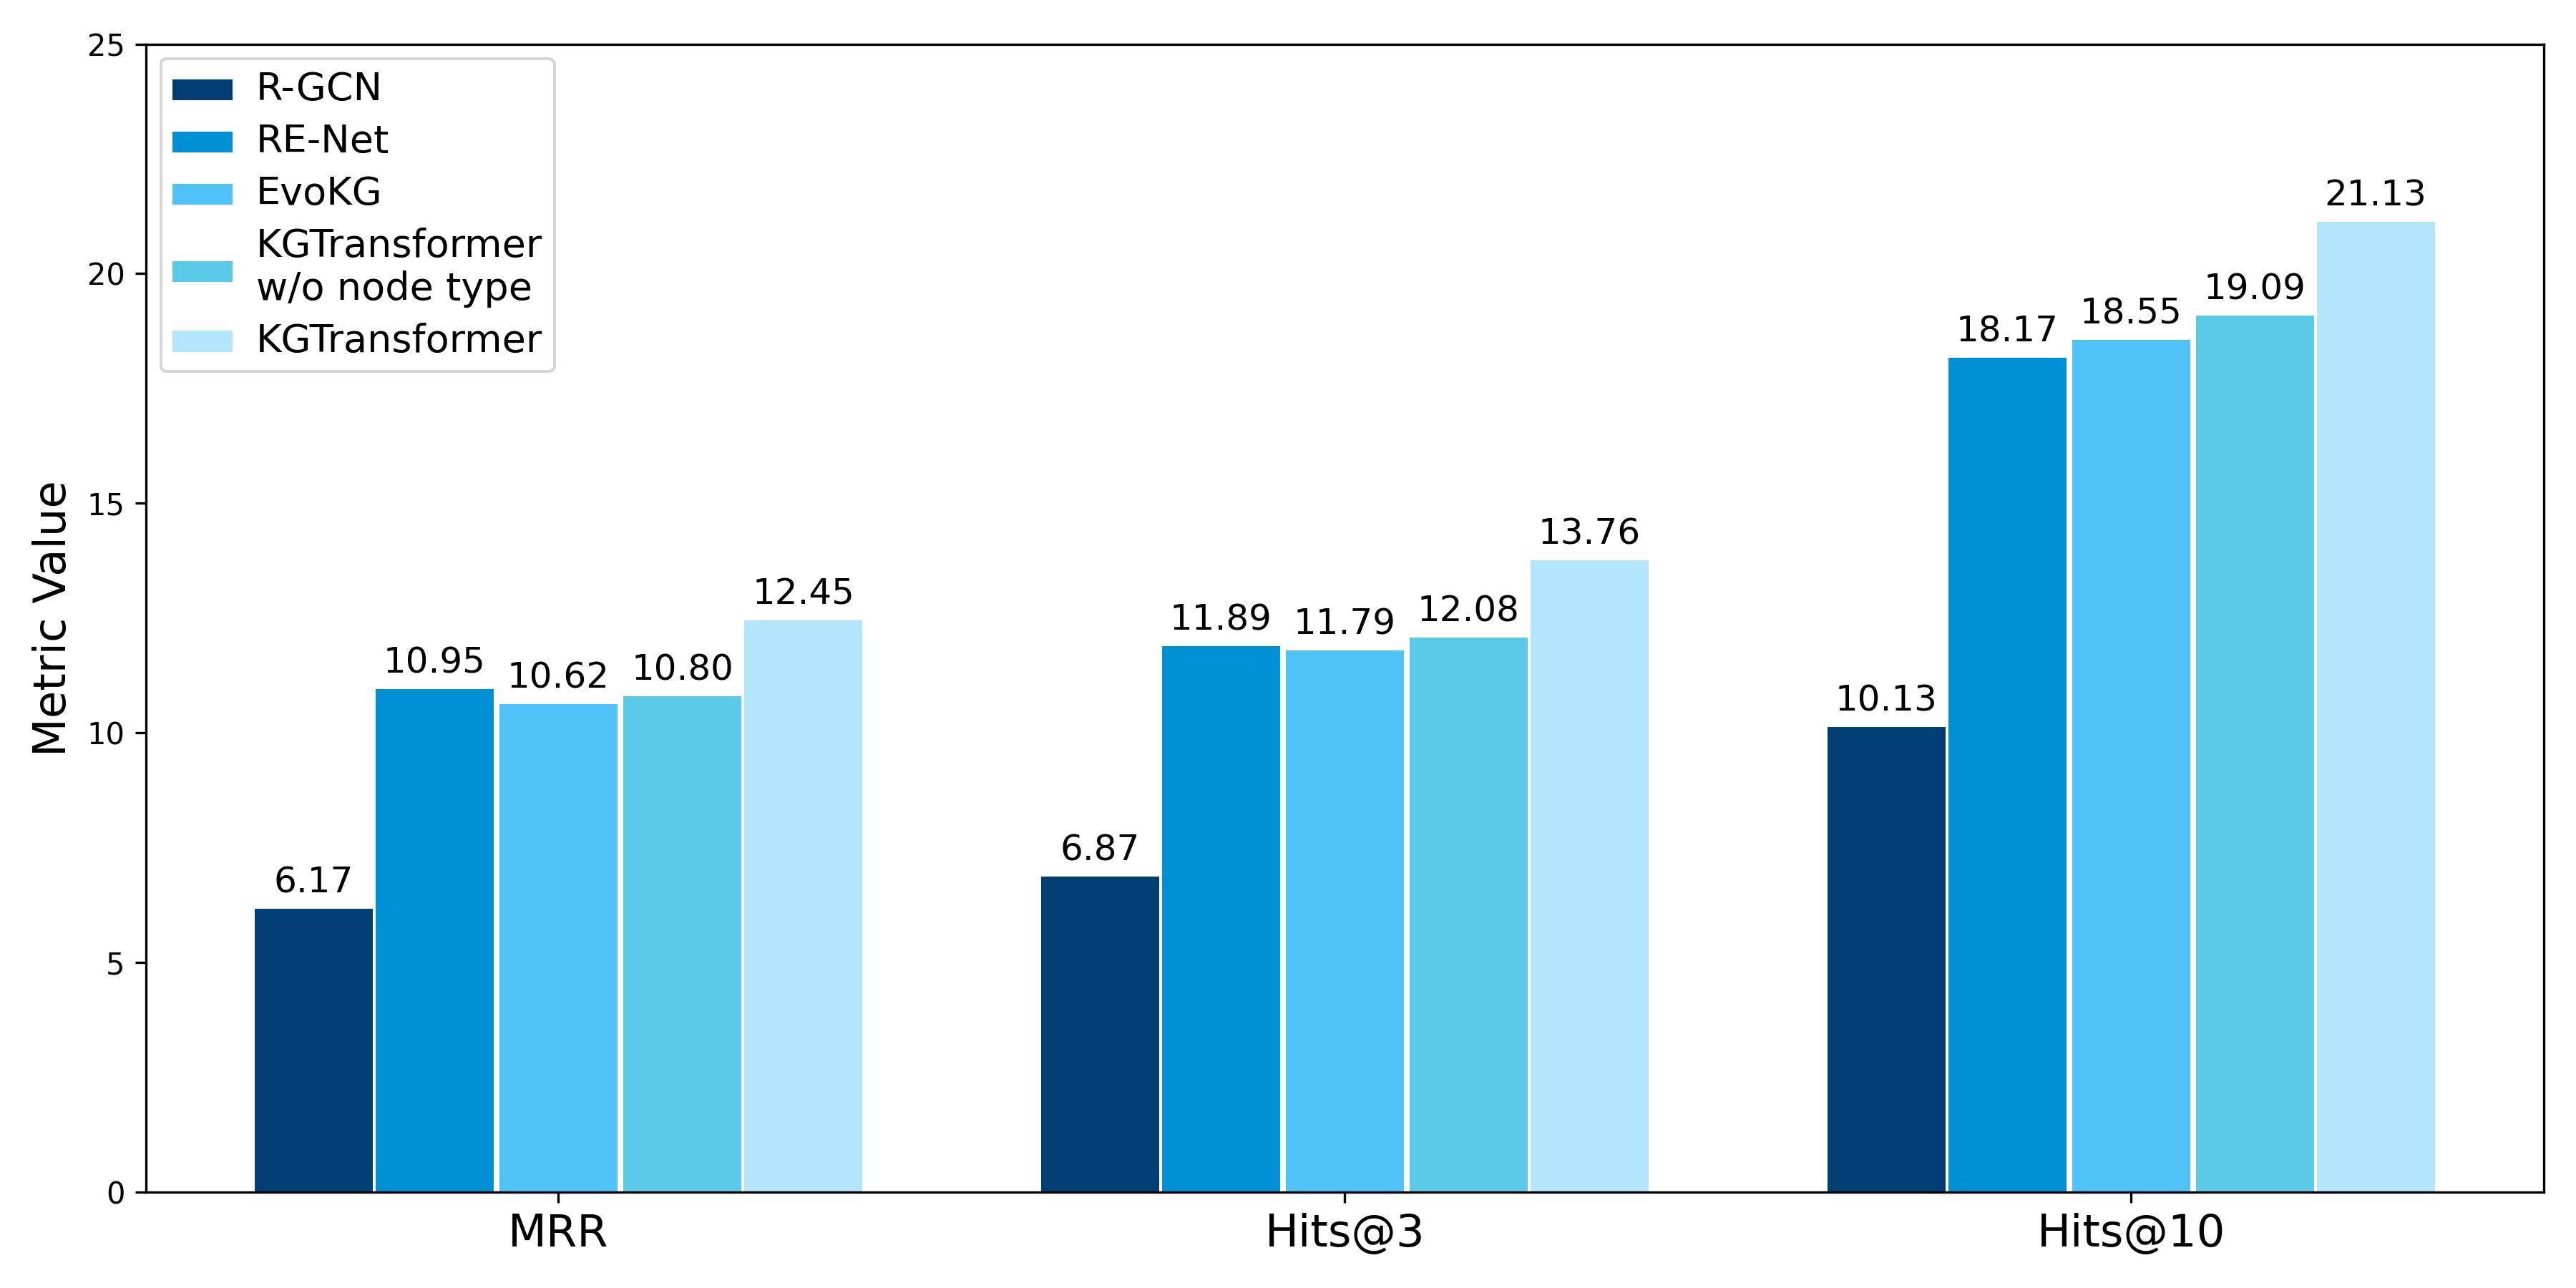 25
20
15
10
5
0
Metric Value
R-GCN
RE-Net
EvoKG
KGTransformer
w/o node type
KGTransformer
6.17
10.95
10.62
10.80
12.45
6.87
11.89
11.79
12.08
13.76
10.13
18.17
18.55
19.09
21.13
MRR
Hits@3
Hits@10